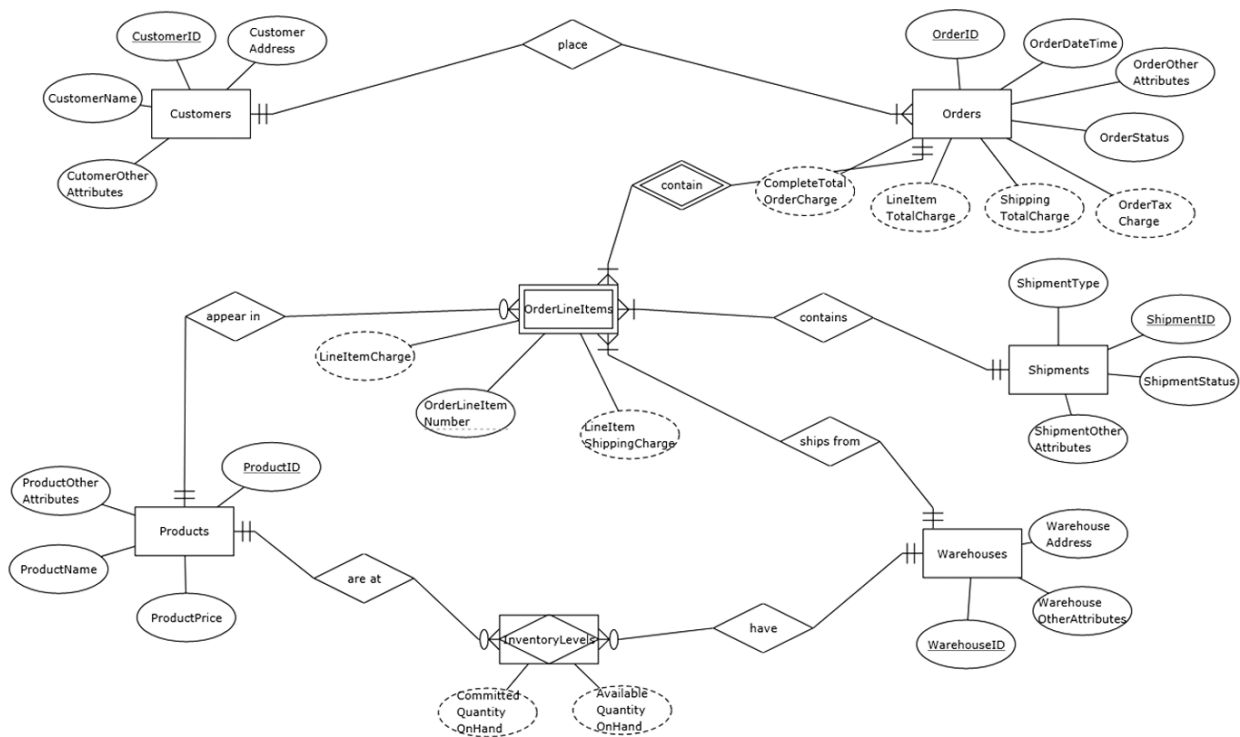 CustomerID
Customer
Address
CustomerName
Customers
CutomerOther
Attributes
place
OrderID
OrderDateTime
OrderOther
Attributes
Orders
OrderStatus
contain
CompleteTotal
OrderCharge
LineItem
TotalCharge
Shipping
TotalCharge
OrderTax
Charge
appear in
OrderLineItems
contains
ShipmentType
ShipmentID
Shipments
ShipmentStatus
ShipmentOther
Attributes
LineItemCharge
OrderLineItem
Number
LineItem
ShippingCharge
ships from
ProductOther
Attributes
ProductID
Products
ProductName
ProductPrice
are at
InventoryLevels
have
Warehouses
Warehouse
Address
Warehouse
OtherAttributes
WarehouseID
Committed
Quantity
OnHand
Available
Quantity
OnHand